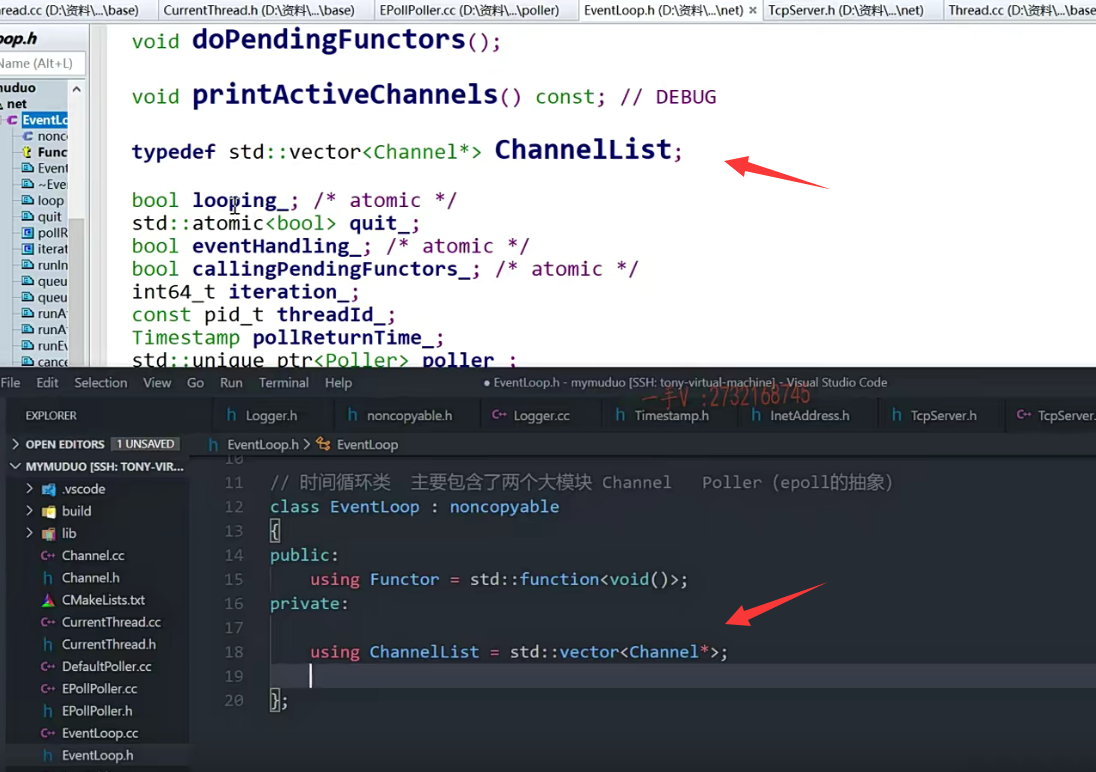 read.cc (D:\资料\...\base)
CurrentThread.h (D:\资料\...\base)
EPollPoller.cc (D:\资料\...\poller)
EventLoop.h (D:\资料\...\net) ×
TcpServer.h (D:\资料\...\net)
Thread.cc (D:\资料\...\base
oop.h
Name (Alt+L)
muduo
net
EventLo
nonc
Func
Event
~Eve
loop
quit
pollR
iterat
runIn
queu
queu
runA
runA
runEv
cance
void doPendingFunctors();
void printActiveChannels() const; // DEBUG
typedef std::vector<Channel*> ChannelList;
bool looping_; /* atomic */
std::atomic<bool> quit_;
bool eventHandling_; /* atomic */
bool callingPendingFunctors_; /* atomic */
int64_t iteration_;
const pid_t threadId_;
Timestamp pollReturnTime_;
std::unique_ptr<Poller> poller_;
File Edit Selection View Go Run Terminal Help
● EventLoop.h - mymuduo [SSH: tony-virtual-machine] - Visual Studio Code
一手V :2732168745
EXPLORER
Logger.h
noncopyable.h
Logger.cc
Timestamp.h
InetAddress.h
TcpServer.h
TcpServer.
OPEN EDITORS 1 UNSAVED
MYMUDUO [SSH: TONY-VIR...
.vscode
build
lib
Channel.cc
Channel.h
CMakeLists.txt
CurrentThread.cc
CurrentThread.h
DefaultPoller.cc
EPollPoller.cc
EPollPoller.h
EventLoop.cc
EventLoop.h
EventLoop.h > EventLoop
10
11 // 时间循环类 主要包含了两个大模块 Channel Poller（epoll的抽象）
12 class EventLoop : noncopyable
13 {
14 public:
15 using Functor = std::function<void()>;
16 private:
17
18 using ChannelList = std::vector<Channel*>;
19
20 };